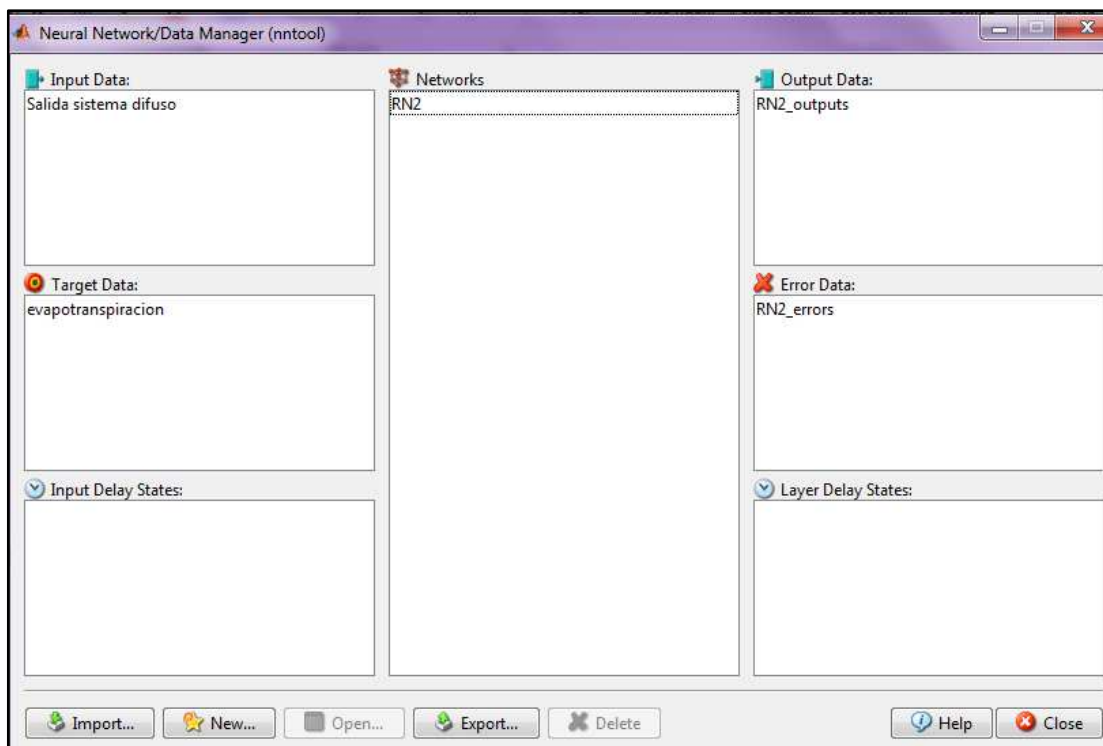 Neural Network/Data Manager (nntool)
Input Data:
Salida sistema difuso
Networks
RN2
Output Data:
RN2_outputs
Target Data:
evapotranspiracion
Error Data:
RN2_errors
Input Delay States:
Layer Delay States:
Import...
New...
Open...
Export...
Delete
Help
Close